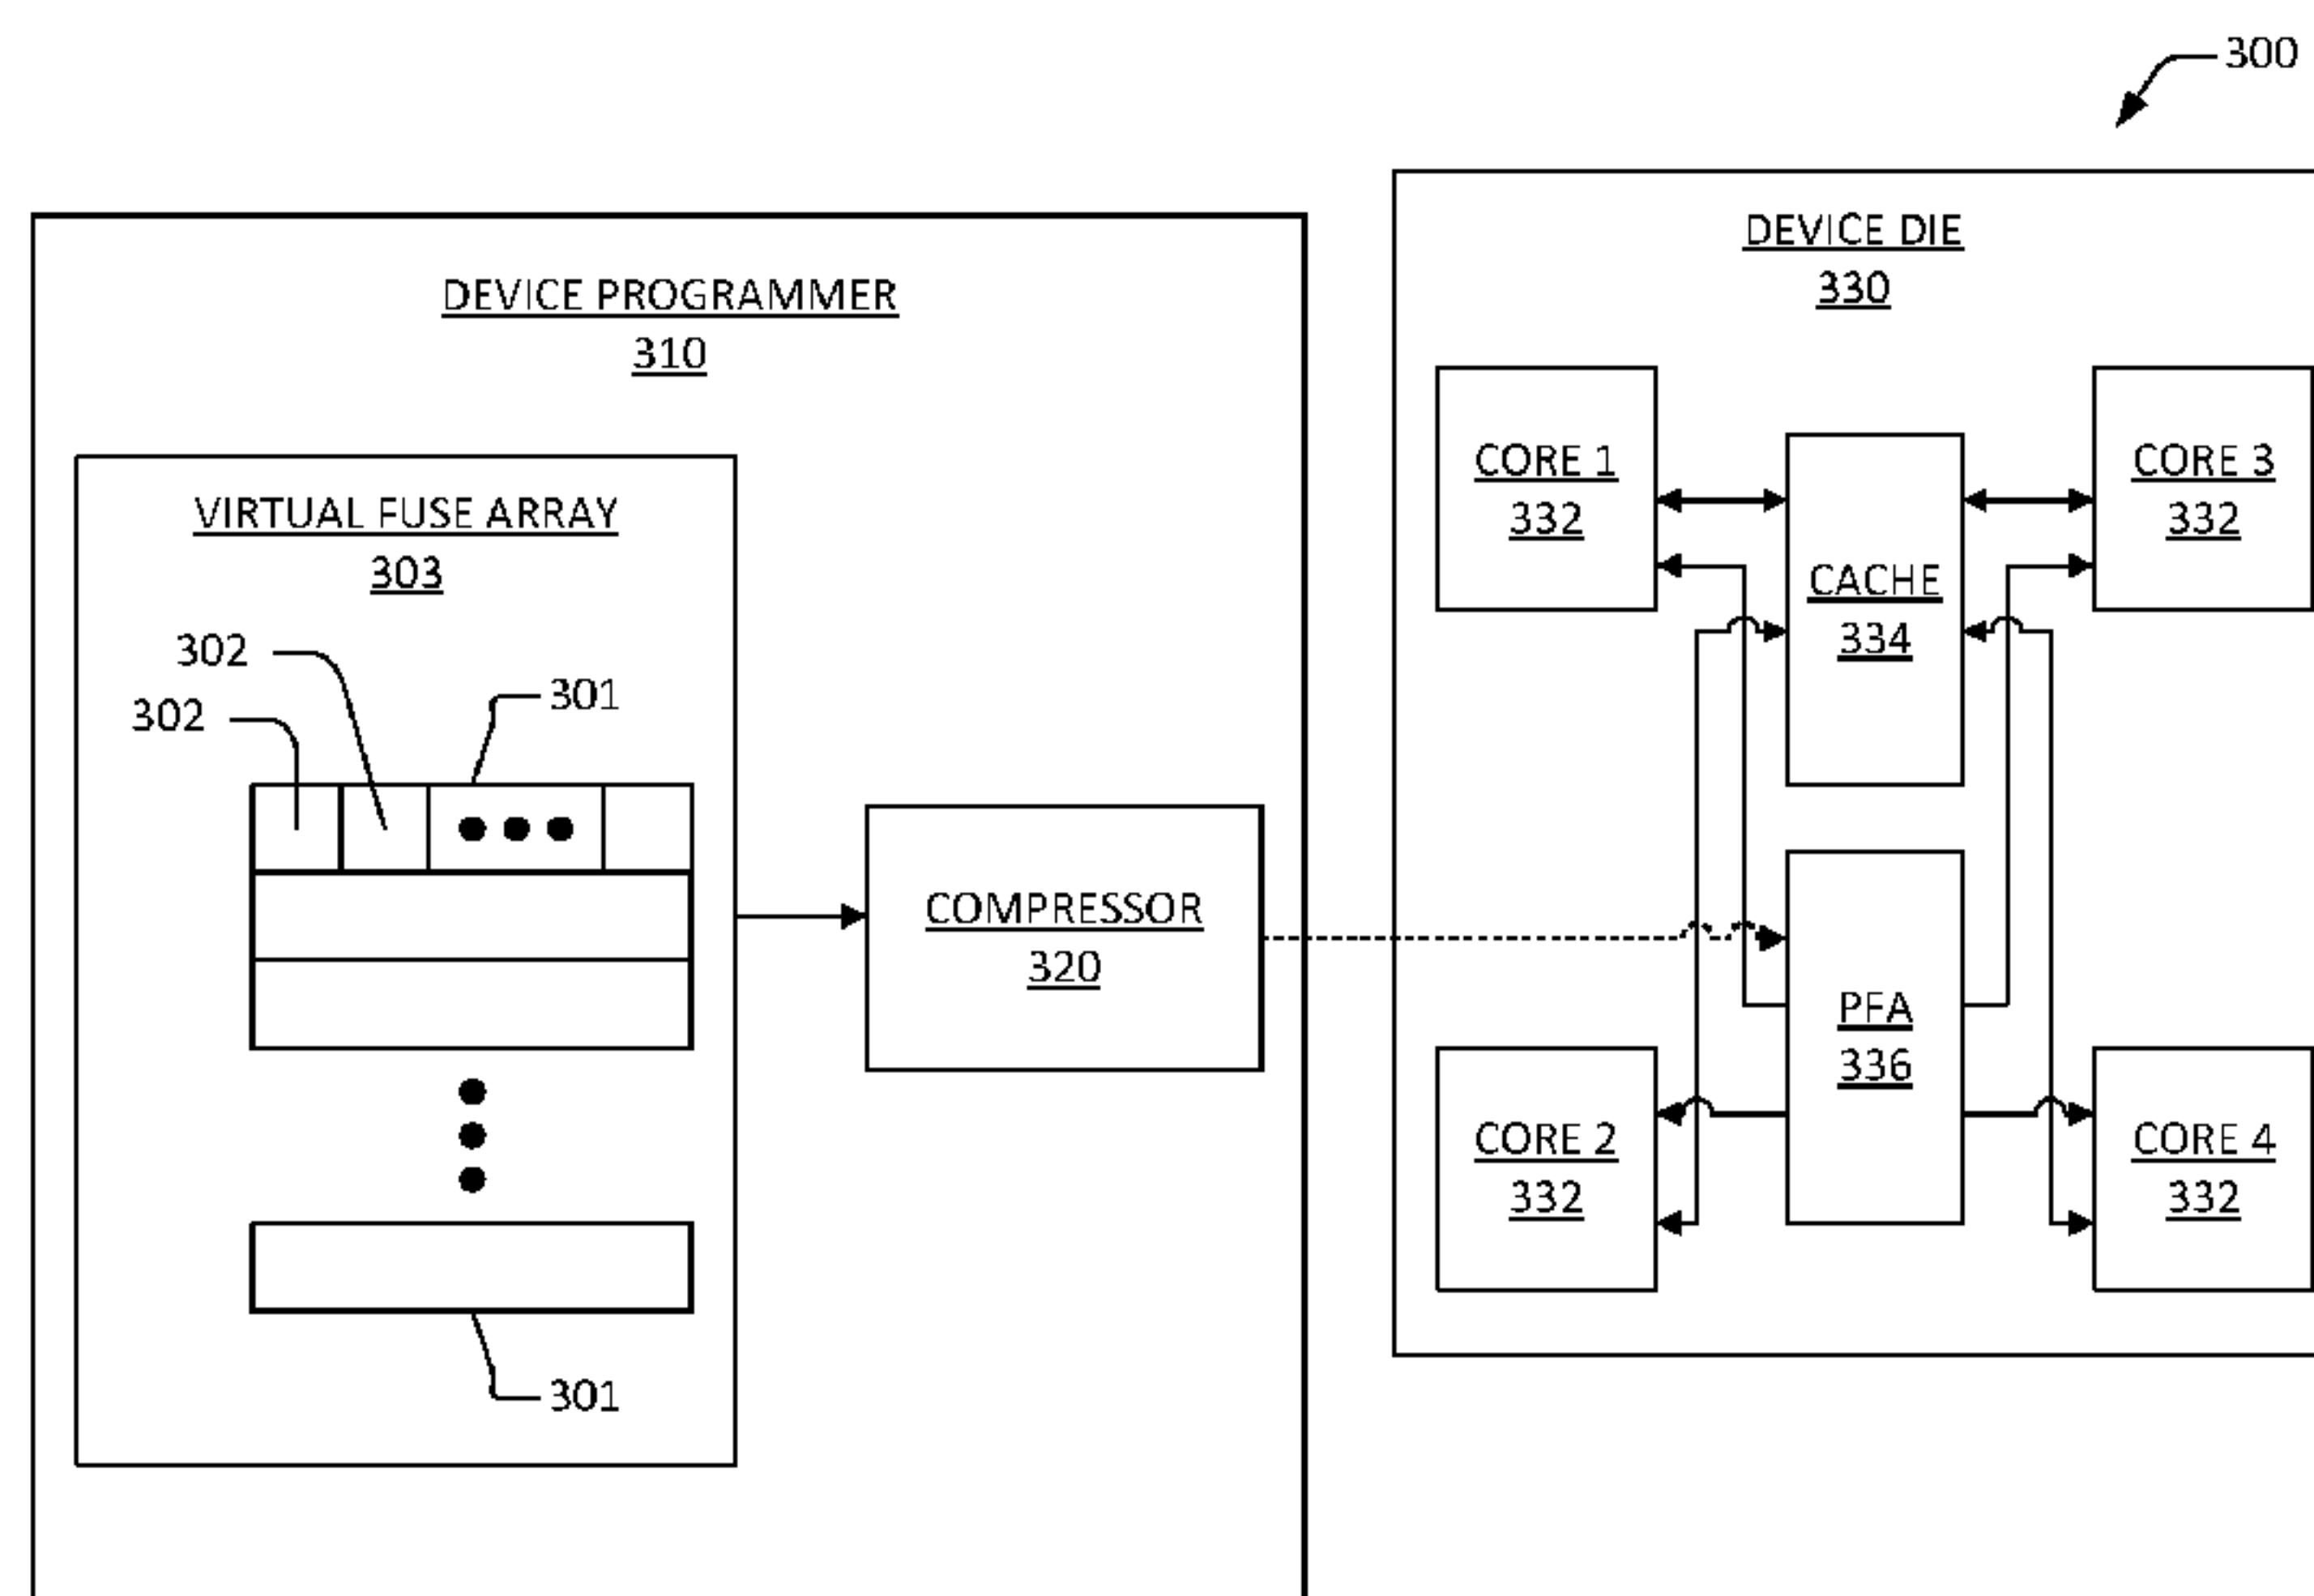 300
DEVICE PROGRAMMER
310
VIRTUAL FUSE ARRAY
303
302
302
301
301
COMPRESSOR
320
DEVICE DIE
330
CORE 1
332
CACHE
334
CORE 3
332
PFA
336
CORE 2
332
CORE 4
332